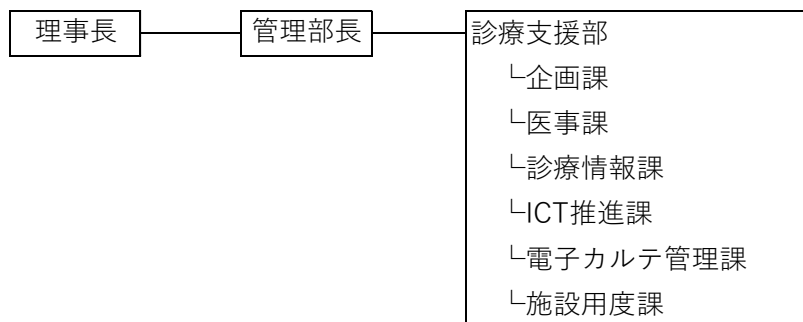 理事長
管理部長
診療支援部
└企画課
└医事課
└診療情報課
└ICT推進課
└電子カルテ管理課
└施設用度課